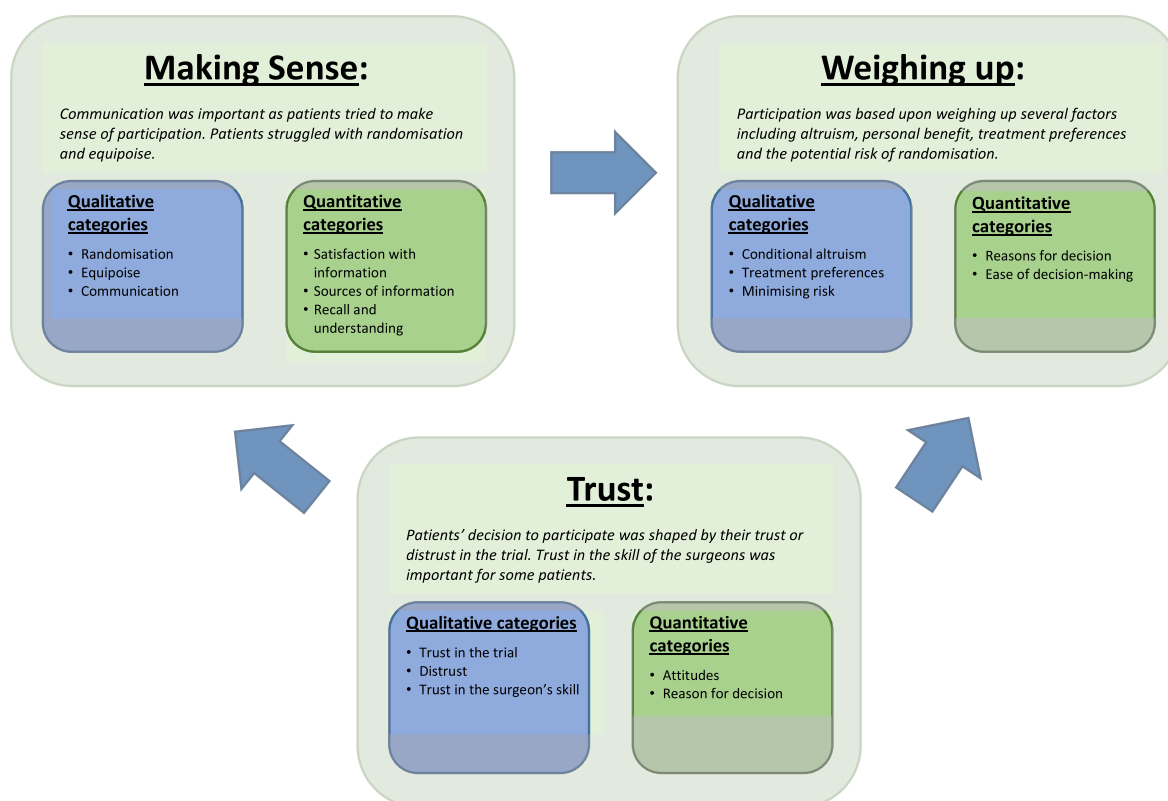 Making Sense:
Communication was important as patients tried to make
sense of participation. Patients struggled with randomisation
and equipoise.
Qualitative
categories
• Randomisation
• Equipoise
• Communication
Quantitative
categories
• Satisfaction with
information
• Sources of information
• Recall and
understanding
Weighing up:
Participation was based upon weighing up several factors
including altruism, personal benefit, treatment preferences
and the potential risk of randomisation.
Qualitative
categories
• Conditional altruism
• Treatment preferences
• Minimising risk
Quantitative
categories
• Reasons for decision
• Ease of decision-making
Trust:
Patients’ decision to participate was shaped by their trust or
distrust in the trial. Trust in the skill of the surgeons was
important for some patients.
Qualitative categories
• Trust in the trial
• Distrust
• Trust in the surgeon’s skill
Quantitative
categories
• Attitudes
• Reason for decision